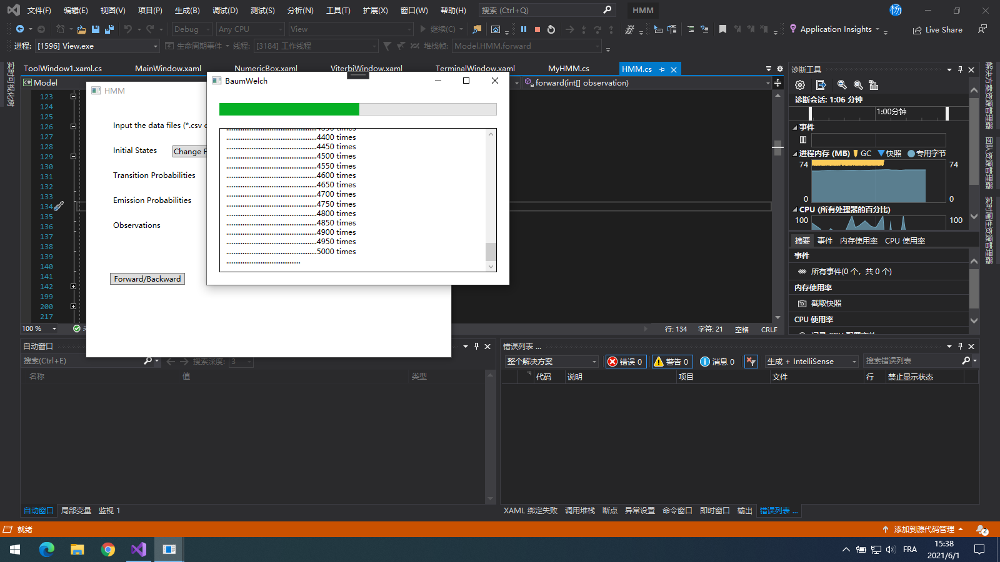 文件(F) 编辑(E) 视图(V) 项目(P) 生成(B) 调试(D) 测试(S) 分析(N) 工具(T) 扩展(X) 窗口(W) 帮助(H) 搜索 (Ctrl+Q) HMM 杨
Debug Any CPU View 继续(C) Application Insights Live Share
进程: [1596] View.exe 生命周期事件 线程: [3184] 工作线程 堆栈帧: Model.HMM.forward
ToolWindow1.xaml.cs MainWindow.xaml NumericBox.xaml ViterbiWindow.xaml TerminalWindow.xaml MyHMM.cs HMM.cs
实时可视化树
Model
forward(int[] observation)
123
124
125
126
127
128
129
130
131
132
133
134
135
136
137
138
139
140
141
142
199
200
217
HMM
Input the data files (*.csv
Initial States
Change F
Transition Probabilities
Emission Probabilities
Observations
Forward/Backward
BaumWelch
..................................................4350 times
..................................................4400 times
..................................................4450 times
..................................................4500 times
..................................................4550 times
..................................................4600 times
..................................................4650 times
..................................................4700 times
..................................................4750 times
..................................................4800 times
..................................................4850 times
..................................................4900 times
..................................................4950 times
..................................................5000 times
.........................................
100 %
行: 134 字符: 21 空格 CRLF
诊断工具
诊断会话: 1:06 分钟
1:00分钟
事件
进程内存 (MB) GC 快照 专用字节
74 74
0 0
CPU (所有处理器的百分比)
100 100
摘要 事件 内存使用率 CPU 使用率
事件
所有事件(0 个，共 0 个)
内存使用率
截取快照
CPU 使用率
记录 CPU 配置文件
解决方案资源管理器
团队资源管理器
实时属性资源管理器
自动窗口
搜索(Ctrl+E) 搜索深度: 3
名称 值 类型
自动窗口 局部变量 监视 1
错误列表 ...
整个解决方案 错误 0 警告 0 消息 0 生成 + IntelliSense 搜索错误列表
代码 说明 项目 文件 行 禁止显示状态
XAML 绑定失败 调用堆栈 断点 异常设置 命令窗口 即时窗口 输出 错误列表 ...
就绪 添加到源代码管理 2
FRA
15:38
2021/6/1